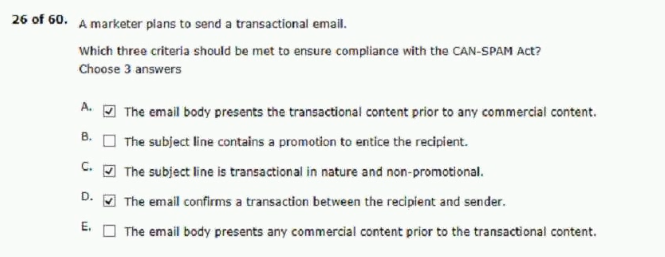 26 of 60. A marketer plans to send a transactional email.
Which three criteria should be met to ensure compliance with the CAN-SPAM Act?
Choose 3 answers
A. The email body presents the transactional content prior to any commercial content.
B. The subject line contains a promotion to entice the recipient.
C. The subject line is transactional in nature and non-promotional.
D. The email confirms a transaction between the recipient and sender.
E. The email body presents any commercial content prior to the transactional content.